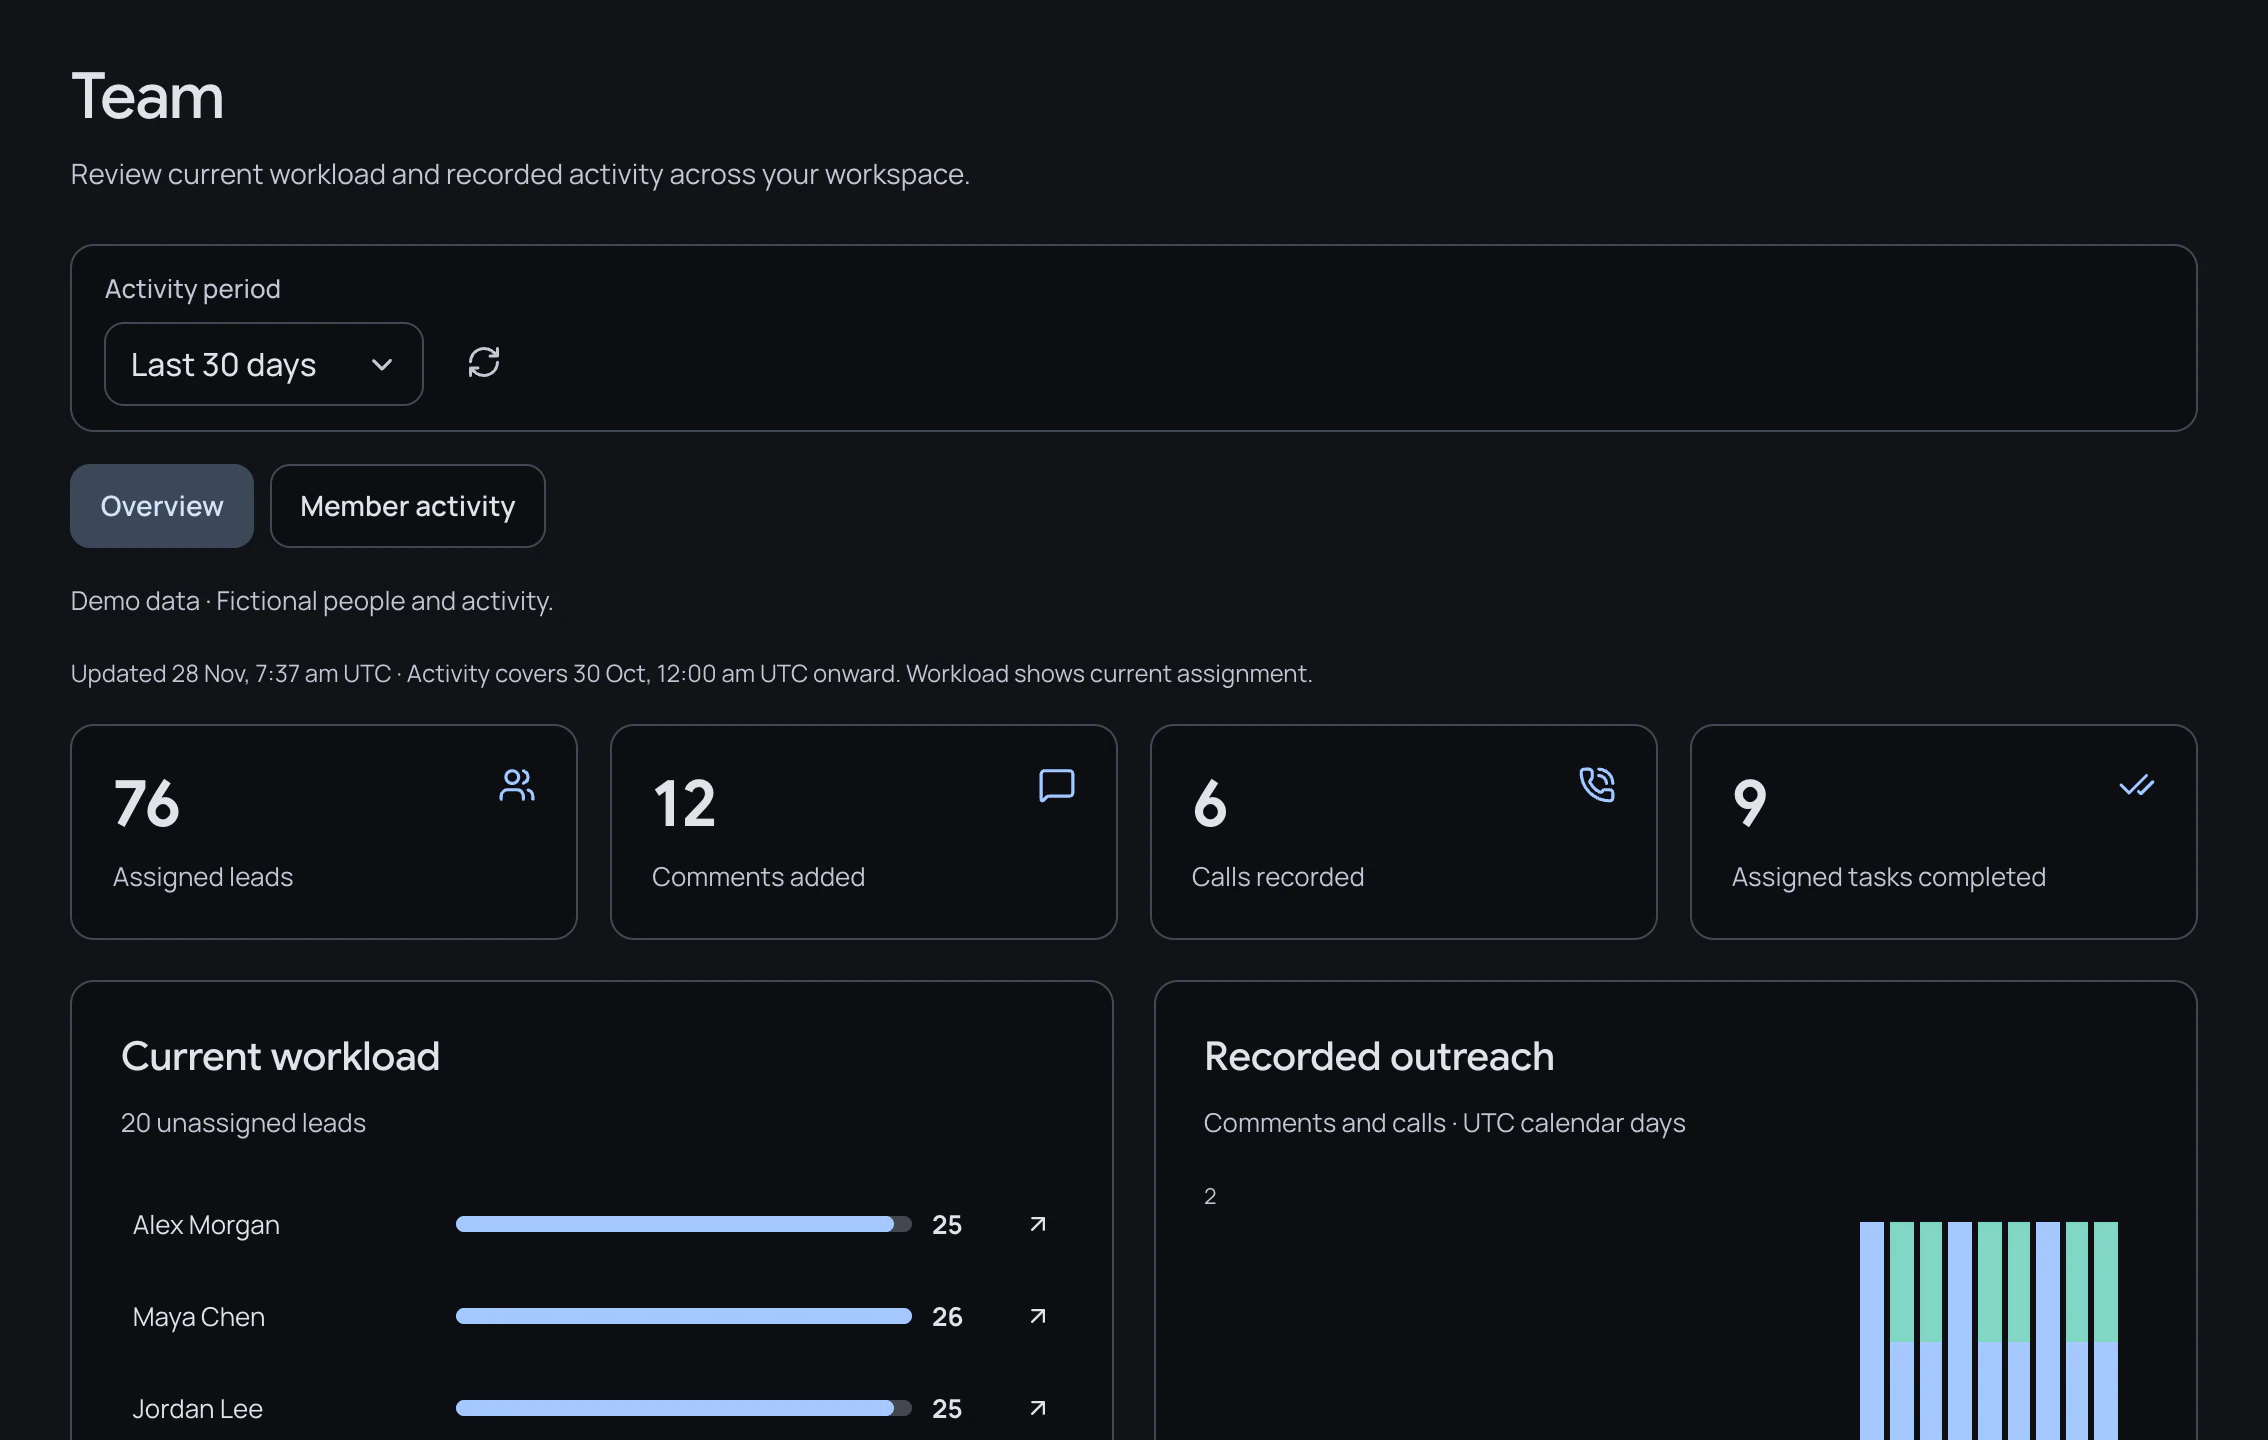 Team
Review current workload and recorded activity across your workspace.
Activity period
Last 30 days
Overview
Member activity
Demo data · Fictional people and activity.
Updated 28 Nov, 7:37 am UTC · Activity covers 30 Oct, 12:00 am UTC onward. Workload shows current assignment.
76
Assigned leads
12
Comments added
6
Calls recorded
9
Assigned tasks completed
Current workload
20 unassigned leads
Alex Morgan 25
Maya Chen 26
Jordan Lee 25
Recorded outreach
Comments and calls · UTC calendar days
2